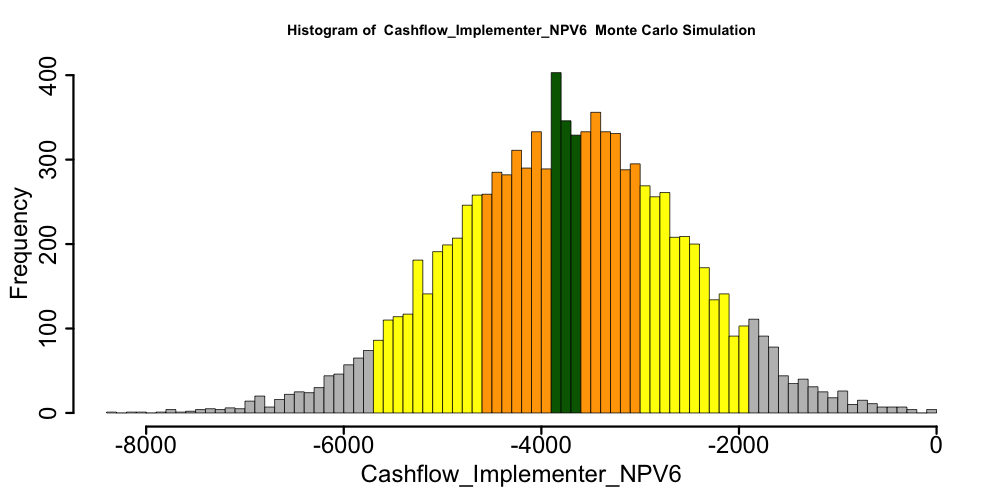 Histogram of  Cashflow_Implementer_NPV6  Monte Carlo Simulation
400
300
200
100
0
Frequency
-8000 -6000 -4000 -2000 0
Cashflow_Implementer_NPV6